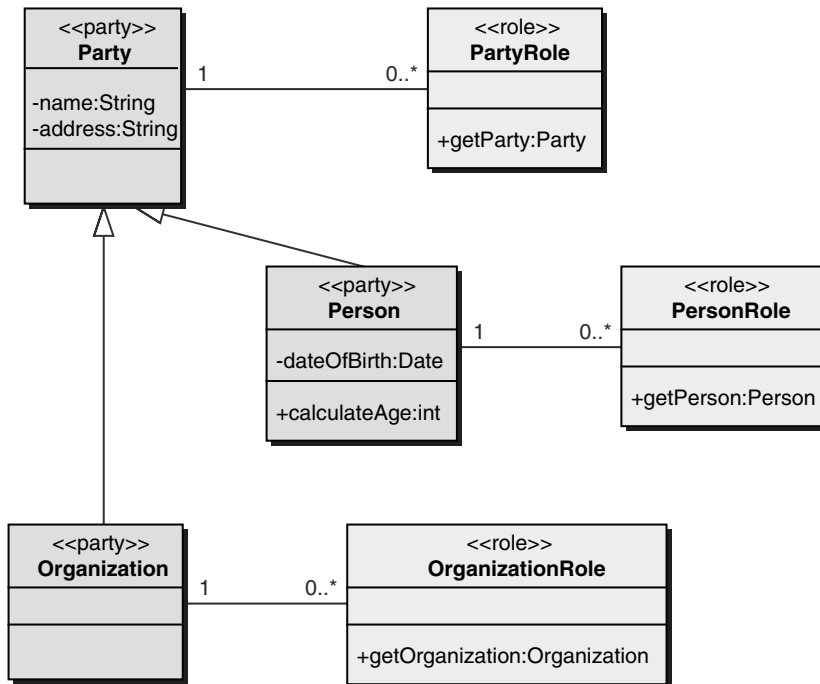 <<party>>
Party
-name:String
-address:String
1
0..*
<<role>>
PartyRole
+getParty:Party
<<party>>
Person
-dateOfBirth:Date
+calculateAge:int
1
0..*
<<role>>
PersonRole
+getPerson:Person
<<party>>
Organization
1
0..*
<<role>>
OrganizationRole
+getOrganization:Organization